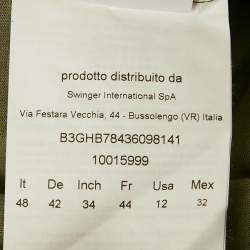 prodotto distribuito da
Swinger International SpA
Via Festara Vecchia, 44 - Bussolengo (VR) Italia
B3GHB78436098141
10015999
It De Inch Fr Usa Mex
48 42 34 44 12 32